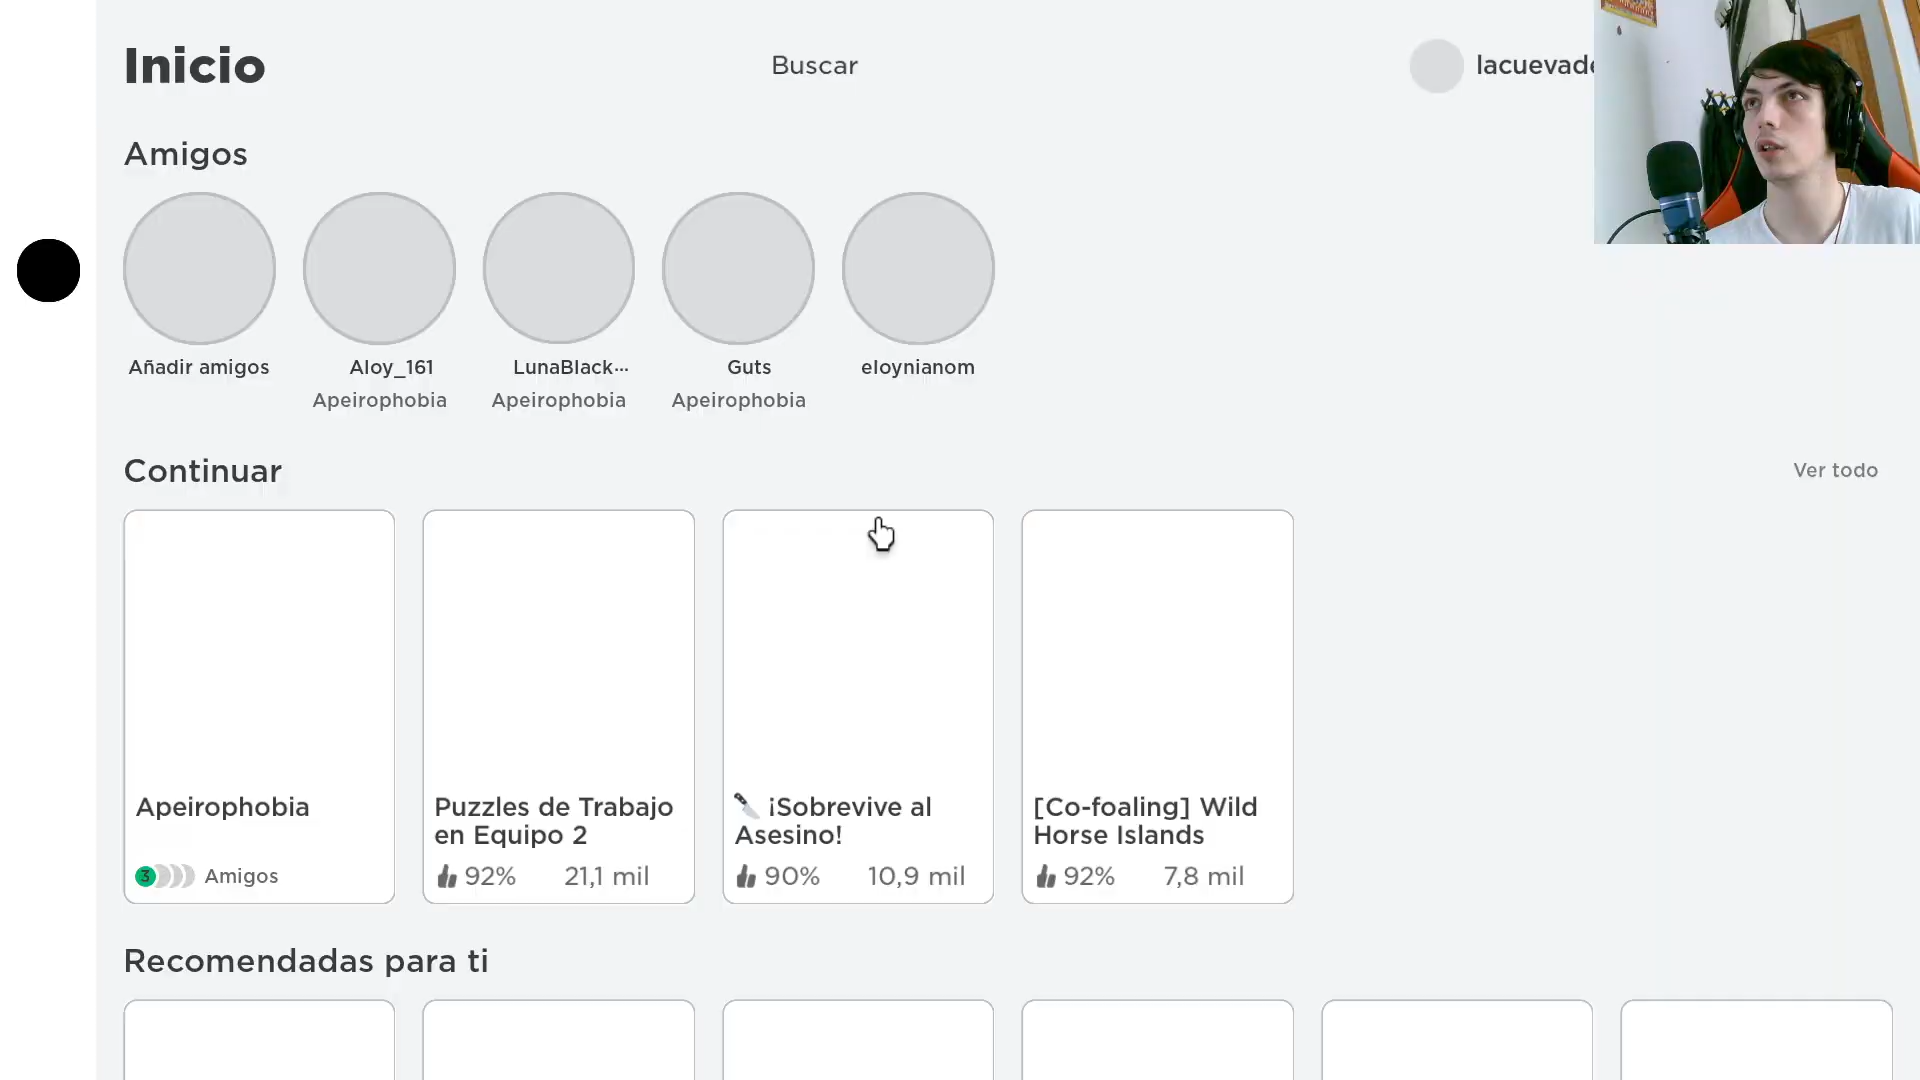 Inicio
Buscar
lacuevade
Amigos
Añadir amigos
Aloy_161
LunaBlack...
Guts
eloynianom
Apeirophobia
Apeirophobia
Apeirophobia
Continuar
Ver todo
Apeirophobia
3 Amigos
Puzzles de Trabajo
en Equipo 2
92% 21,1 mil
¡Sobrevive al
Asesino!
90% 10,9 mil
[Co-foaling] Wild
Horse Islands
92% 7,8 mil
Recomendadas para ti